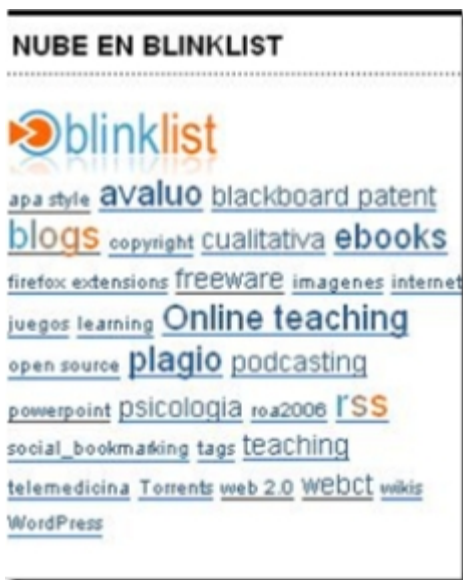 NUBE EN BLINKLIST
blinklist
apa style avaluo blackboard patent
blogs copyright cualitativa ebooks
firefox extensions freeware imagenes internet
juegos learning Online teaching
open source plagio podcasting
powerpoint psicologia roa2006 rss
social_bookmarking tags teaching
telemedicina Torrents web 2.0 webct wikis
WordPress